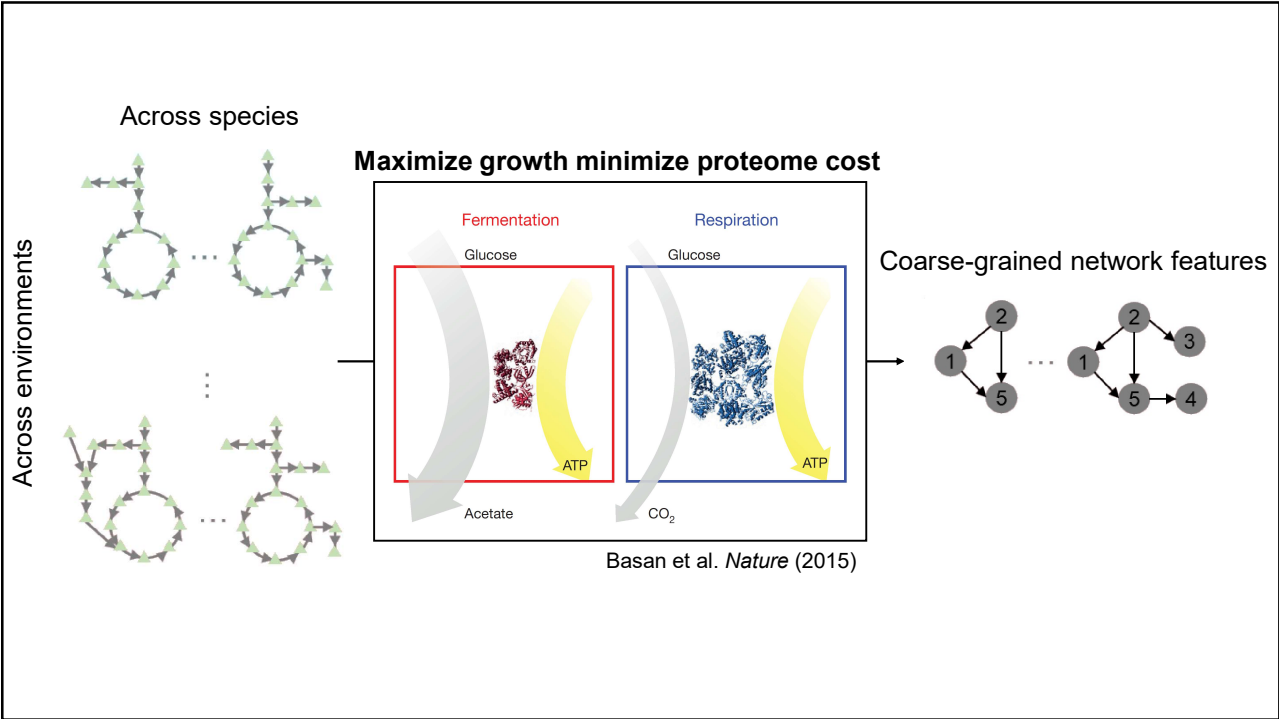 Across species
Across environments
Maximize growth minimize proteome cost
Fermentation
Glucose
ATP
Acetate
Respiration
Glucose
ATP
CO2
Basan et al. Nature (2015)
Coarse-grained network features
2
1
5
...
2
3
1
5
4